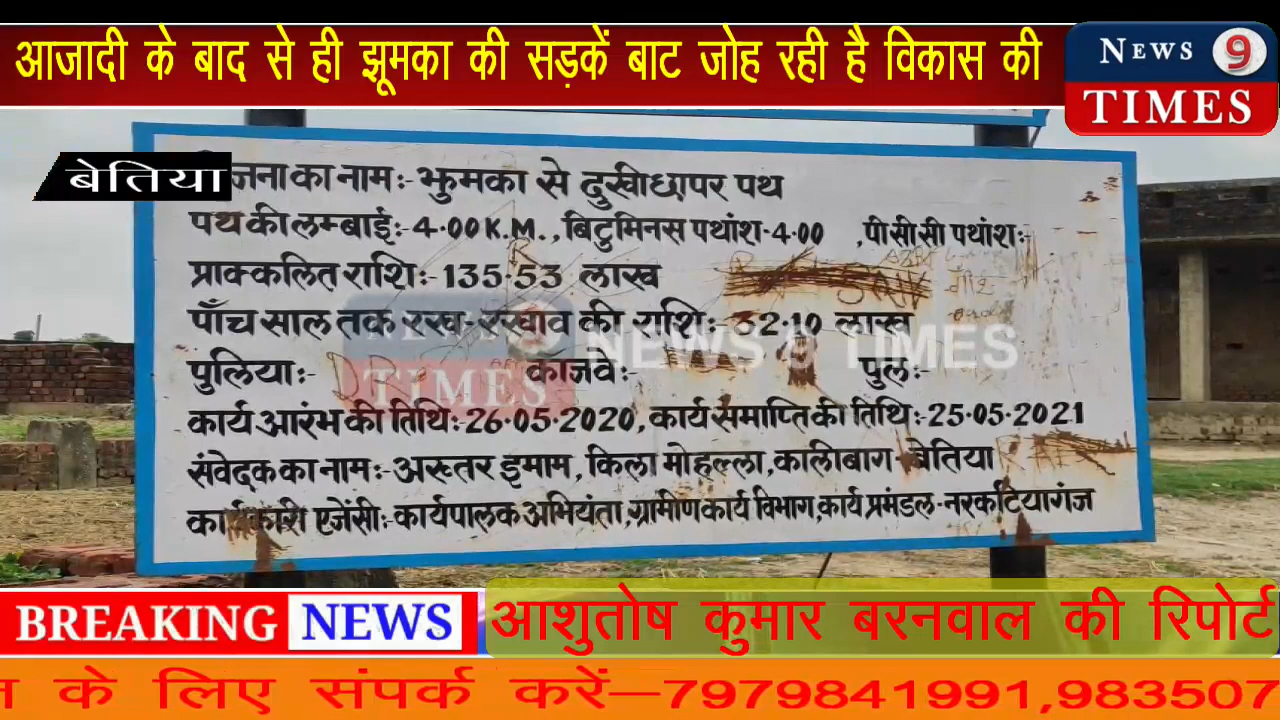 आजादी के बाद से ही झूमका की सड़कें बाट जोह रही है विकास की
NEWS 9
TIMES
बेतिया
जना का नाम:- झुमका से दुखीछापर पथ
पथ की लम्बाई:- 4.00 K.M., बिटुमिनस पथांश-4.00 ,पी सी सी पथांश:-
प्राक्कलित राशि:- 135.53 लाख
पाँच साल तक रख-रखाव की राशि:- 32.10 लाख
NEWS 9 TIMES
पुलिया:- काजवे:- पुल:-
कार्य आरंभ की तिथि:-26.05.2020, कार्य समाप्ति की तिथि:-25.05.2021
संवेदक का नाम:- अख्तर इमाम, किला मोहल्ला, कालीबाग बेतिया
कार्यकारी एजेंसी:-कार्यपालक अभियंता,ग्रामीण कार्य विभाग,कार्य प्रमंडल-नरकटियागंज
BREAKING NEWS
आशुतोष कुमार बरनवाल की रिपोर्ट
के लिए संपर्क करें—7979841991,983507